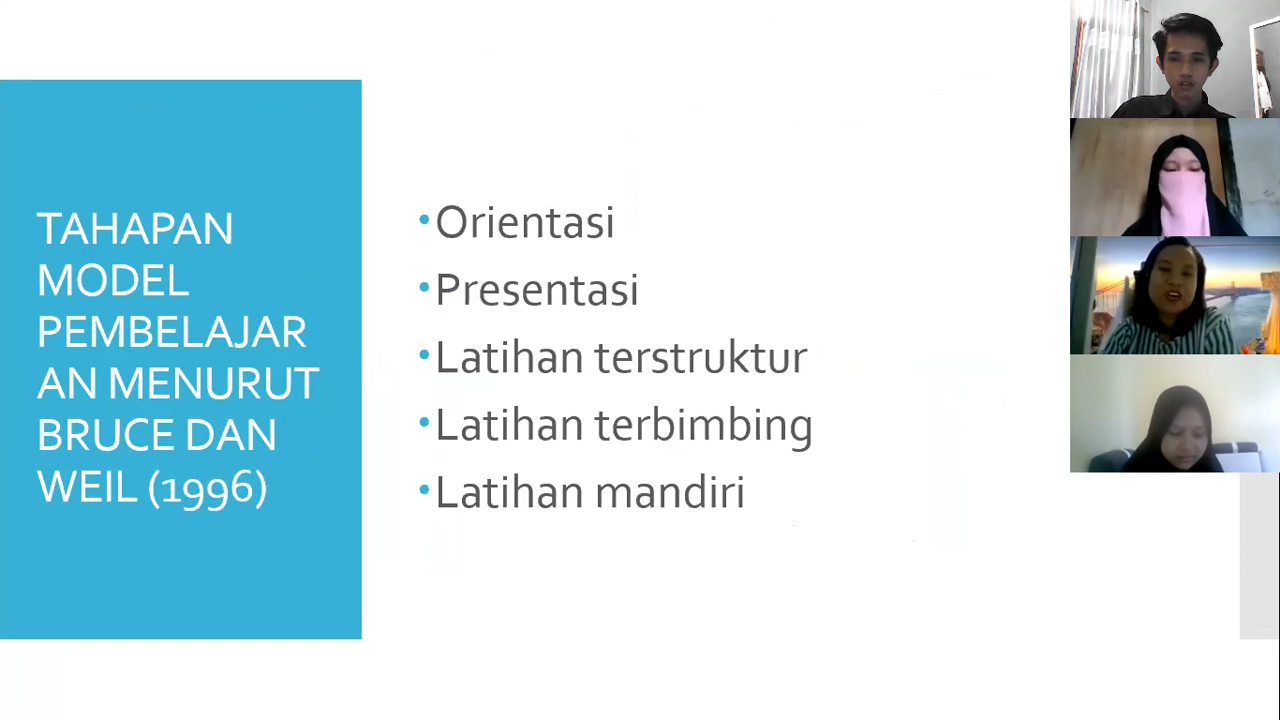 TAHAPAN
MODEL
PEMBELAJAR
AN MENURUT
BRUCE DAN
WEIL (1996)
•Orientasi
•Presentasi
•Latihan terstruktur
•Latihan terbimbing
•Latihan mandiri